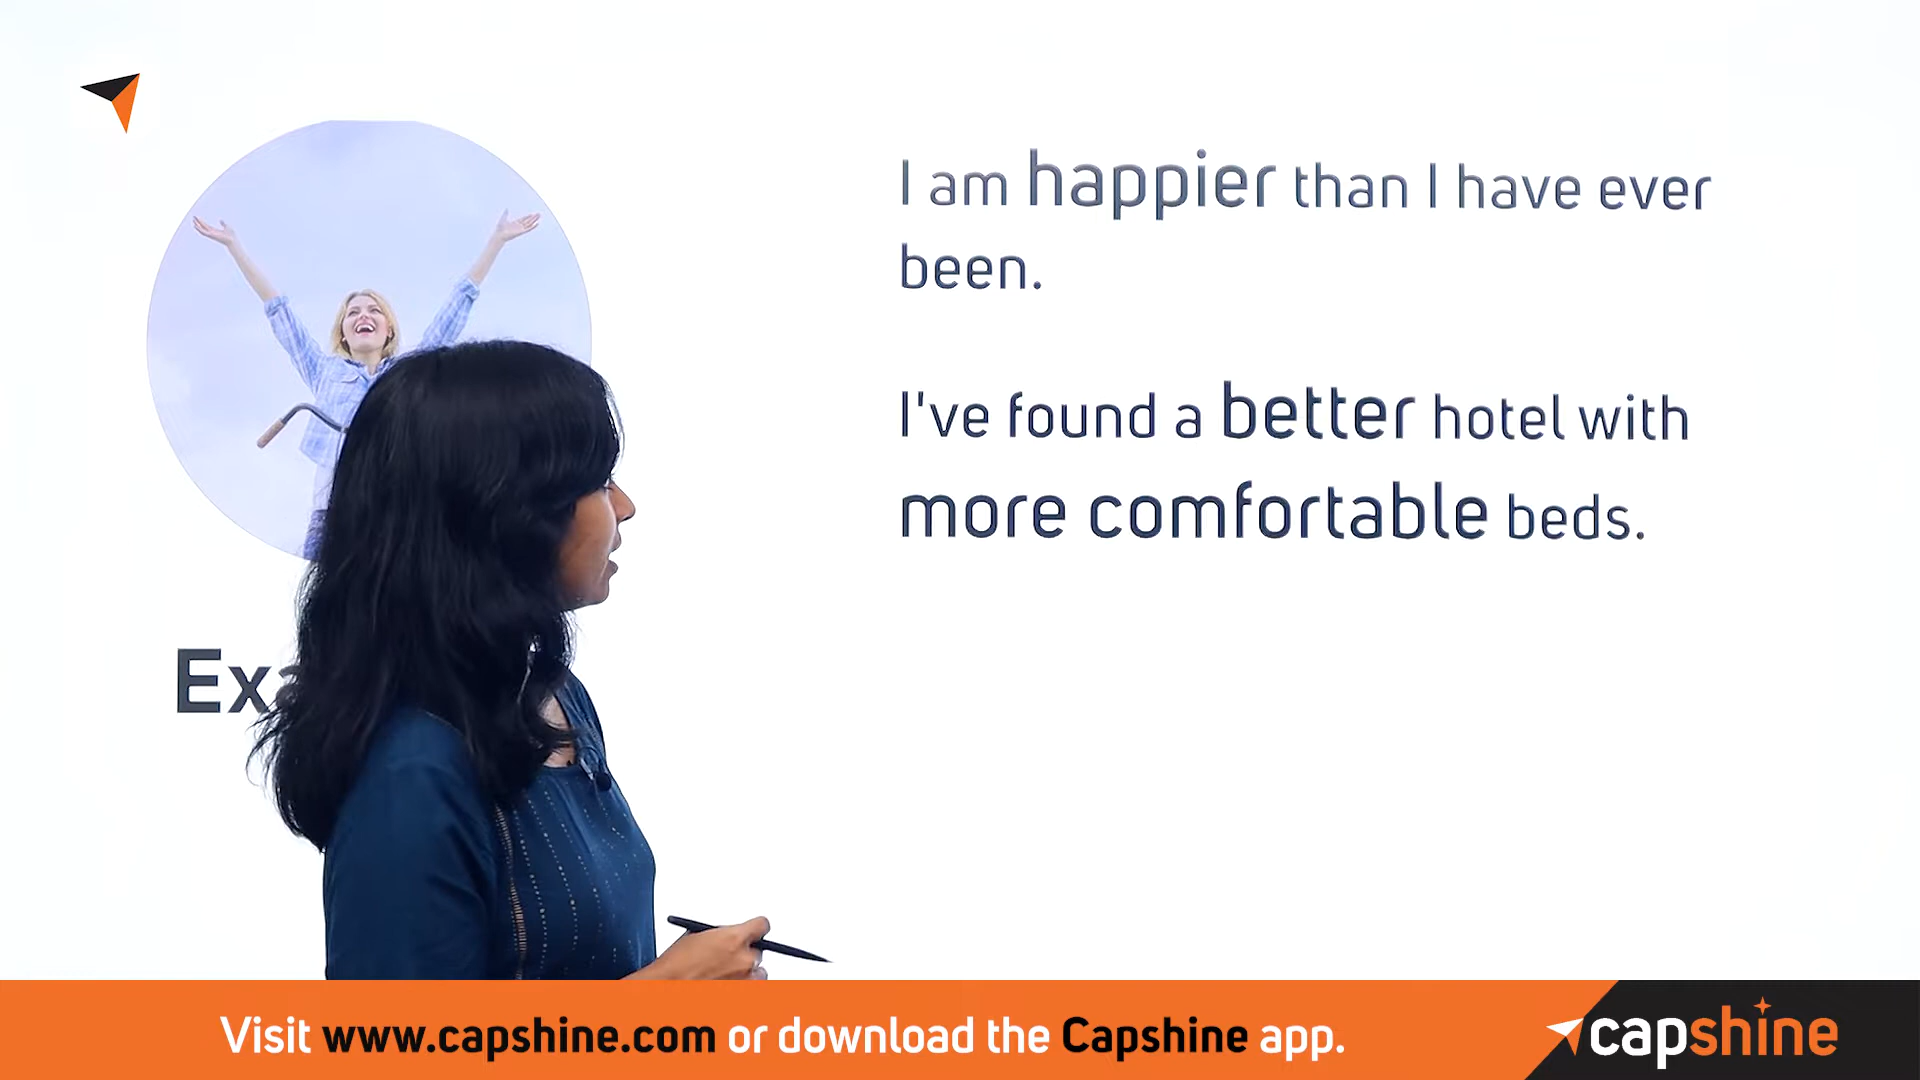 I am happier than I have ever
been.
I've found a better hotel with
more comfortable beds.
Visit www.capshine.com or download the Capshine app.
capshine